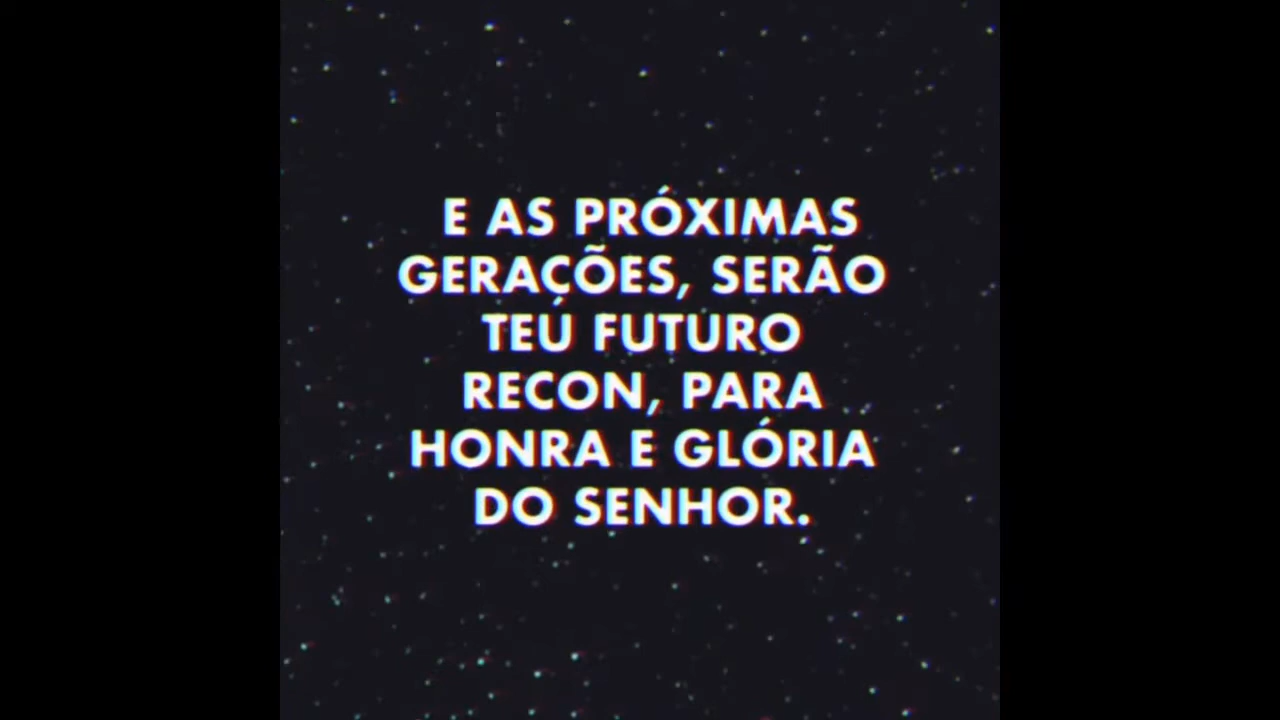 E AS PRÓXIMAS
GERAÇÕES, SERÃO
TEU FUTURO
RECON, PARA
HONRA E GLÓRIA
DO SENHOR.